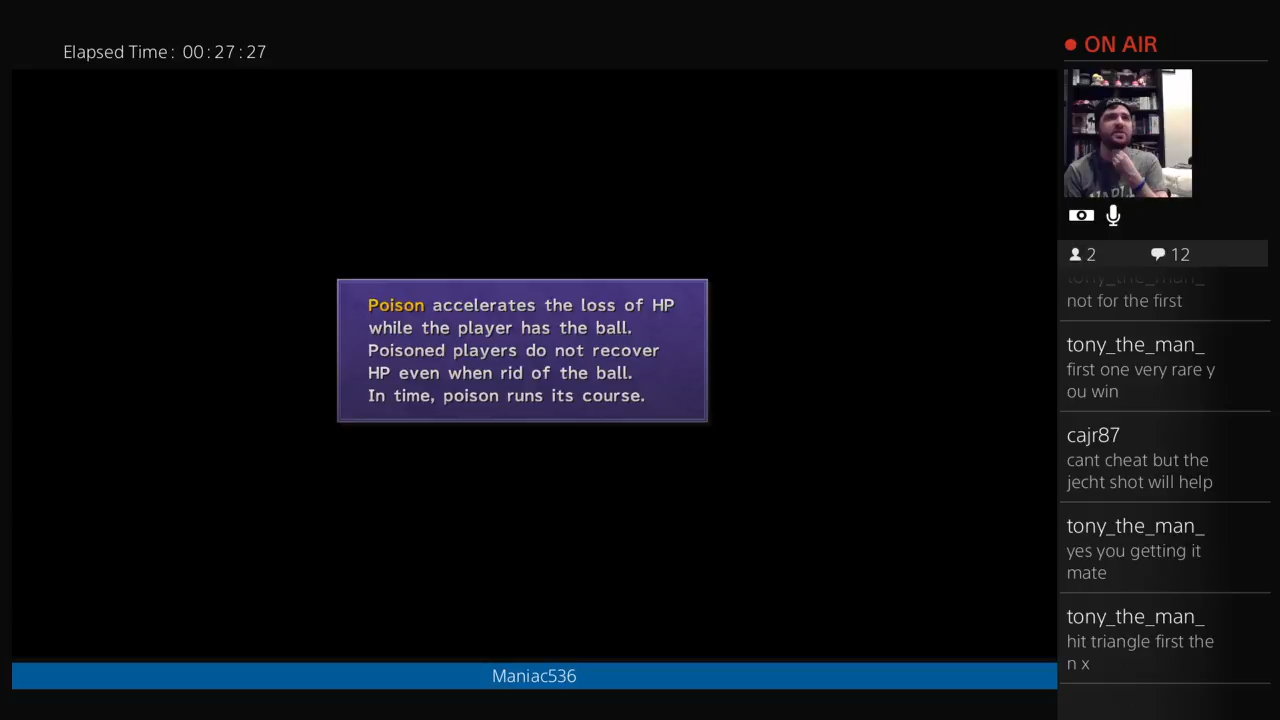 Elapsed Time: 00:27:27
ON AIR
2 12
Poison accelerates the loss of HP
while the player has the ball.
Poisoned players do not recover
HP even when rid of the ball.
In time, poison runs its course.
tony_the_man_
not for the first
tony_the_man_
first one very rare y
ou win
cajr87
cant cheat but the
jecht shot will help
tony_the_man_
yes you getting it
mate
tony_the_man_
hit triangle first the
n x
Maniac536